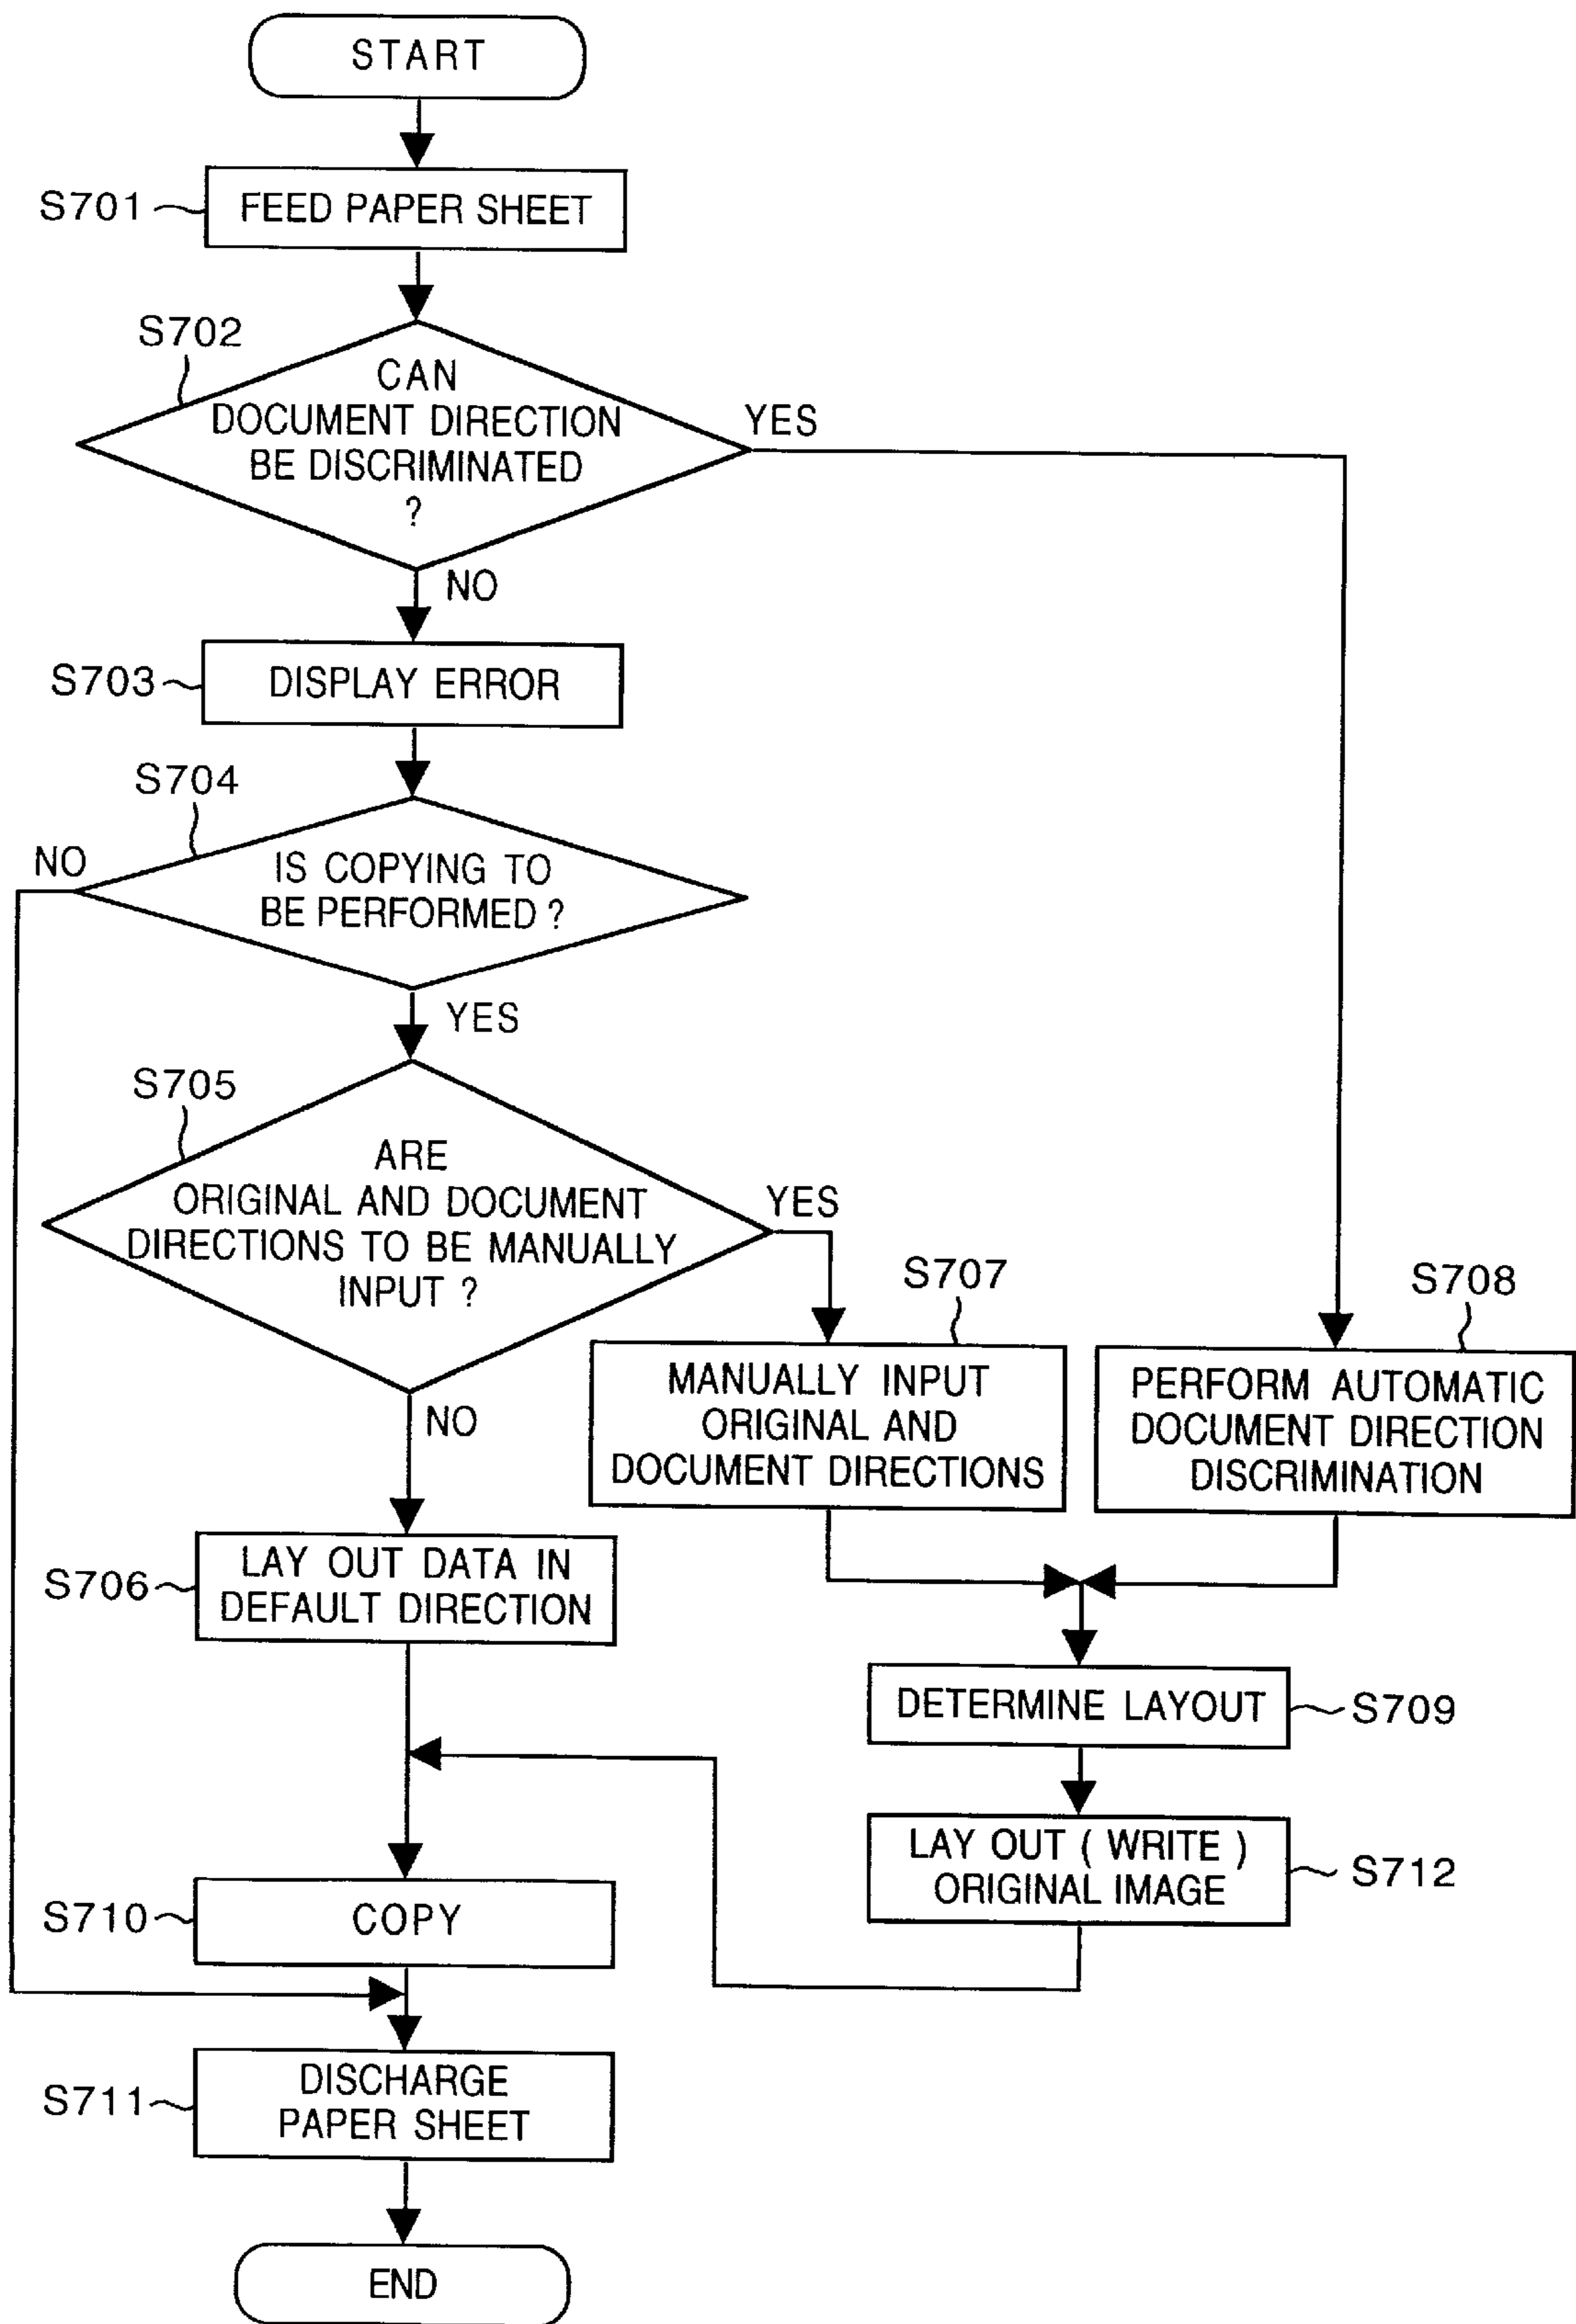 START
S701
FEED PAPER SHEET
S702
CAN
DOCUMENT DIRECTION
BE DISCRIMINATED
?
YES
NO
S703
DISPLAY ERROR
S704
NO
IS COPYING TO
BE PERFORMED ?
YES
S705
ARE
ORIGINAL AND DOCUMENT
DIRECTIONS TO BE MANUALLY
INPUT ?
YES
NO
S707
MANUALLY INPUT
ORIGINAL AND
DOCUMENT DIRECTIONS
S708
PERFORM AUTOMATIC
DOCUMENT DIRECTION
DISCRIMINATION
S706
LAY OUT DATA IN
DEFAULT DIRECTION
DETERMINE LAYOUT
S709
LAY OUT ( WRITE )
ORIGINAL IMAGE
S712
S710
COPY
S711
DISCHARGE
PAPER SHEET
END